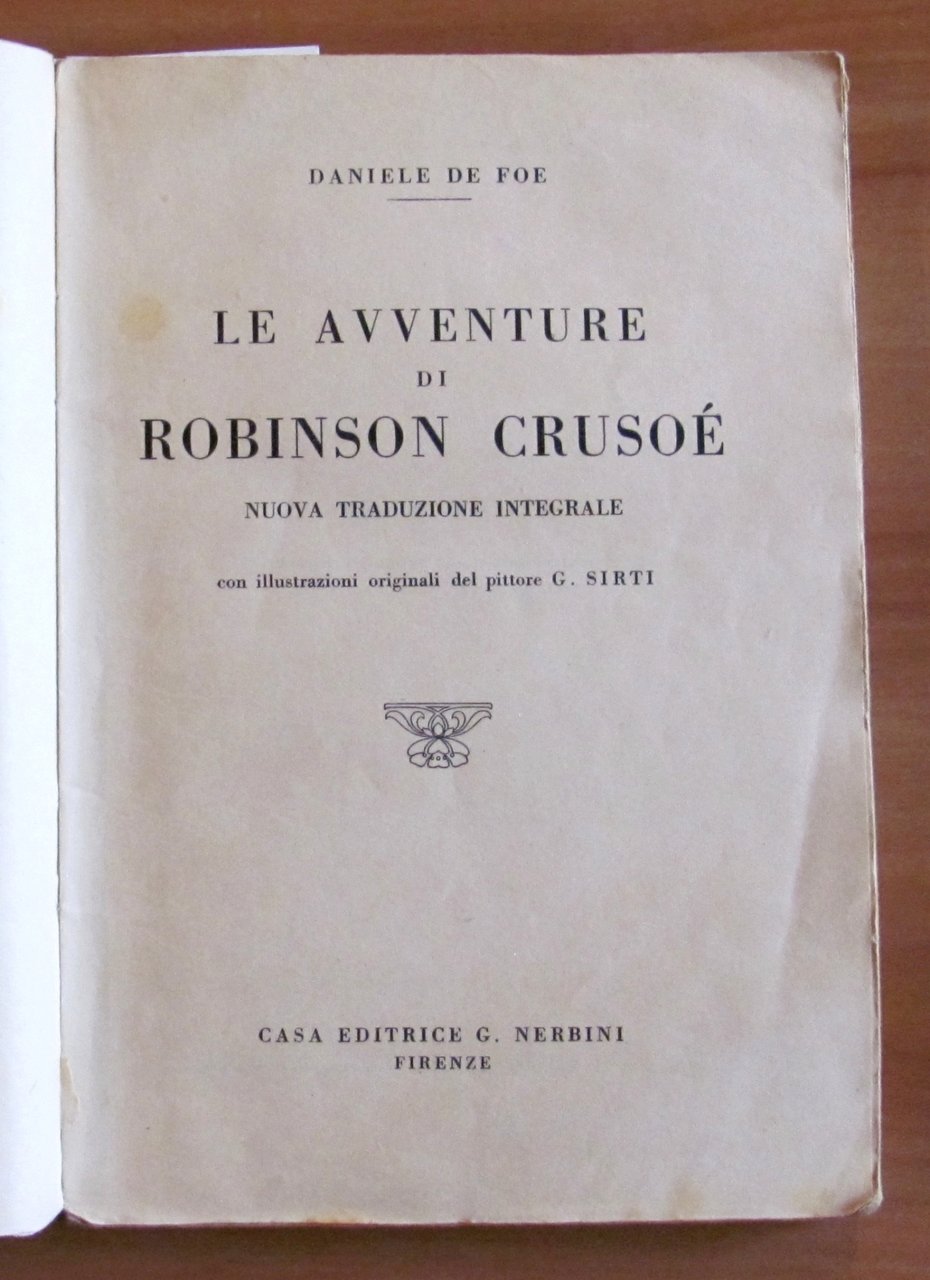 DANIELE DE FOE
LE AVVENTURE
DI
ROBINSON CRUSOÉ
NUOVA TRADUZIONE INTEGRALE
con illustrazioni originali del pittore G. SIRTI
CASA EDITRICE G. NERBINI
FIRENZE